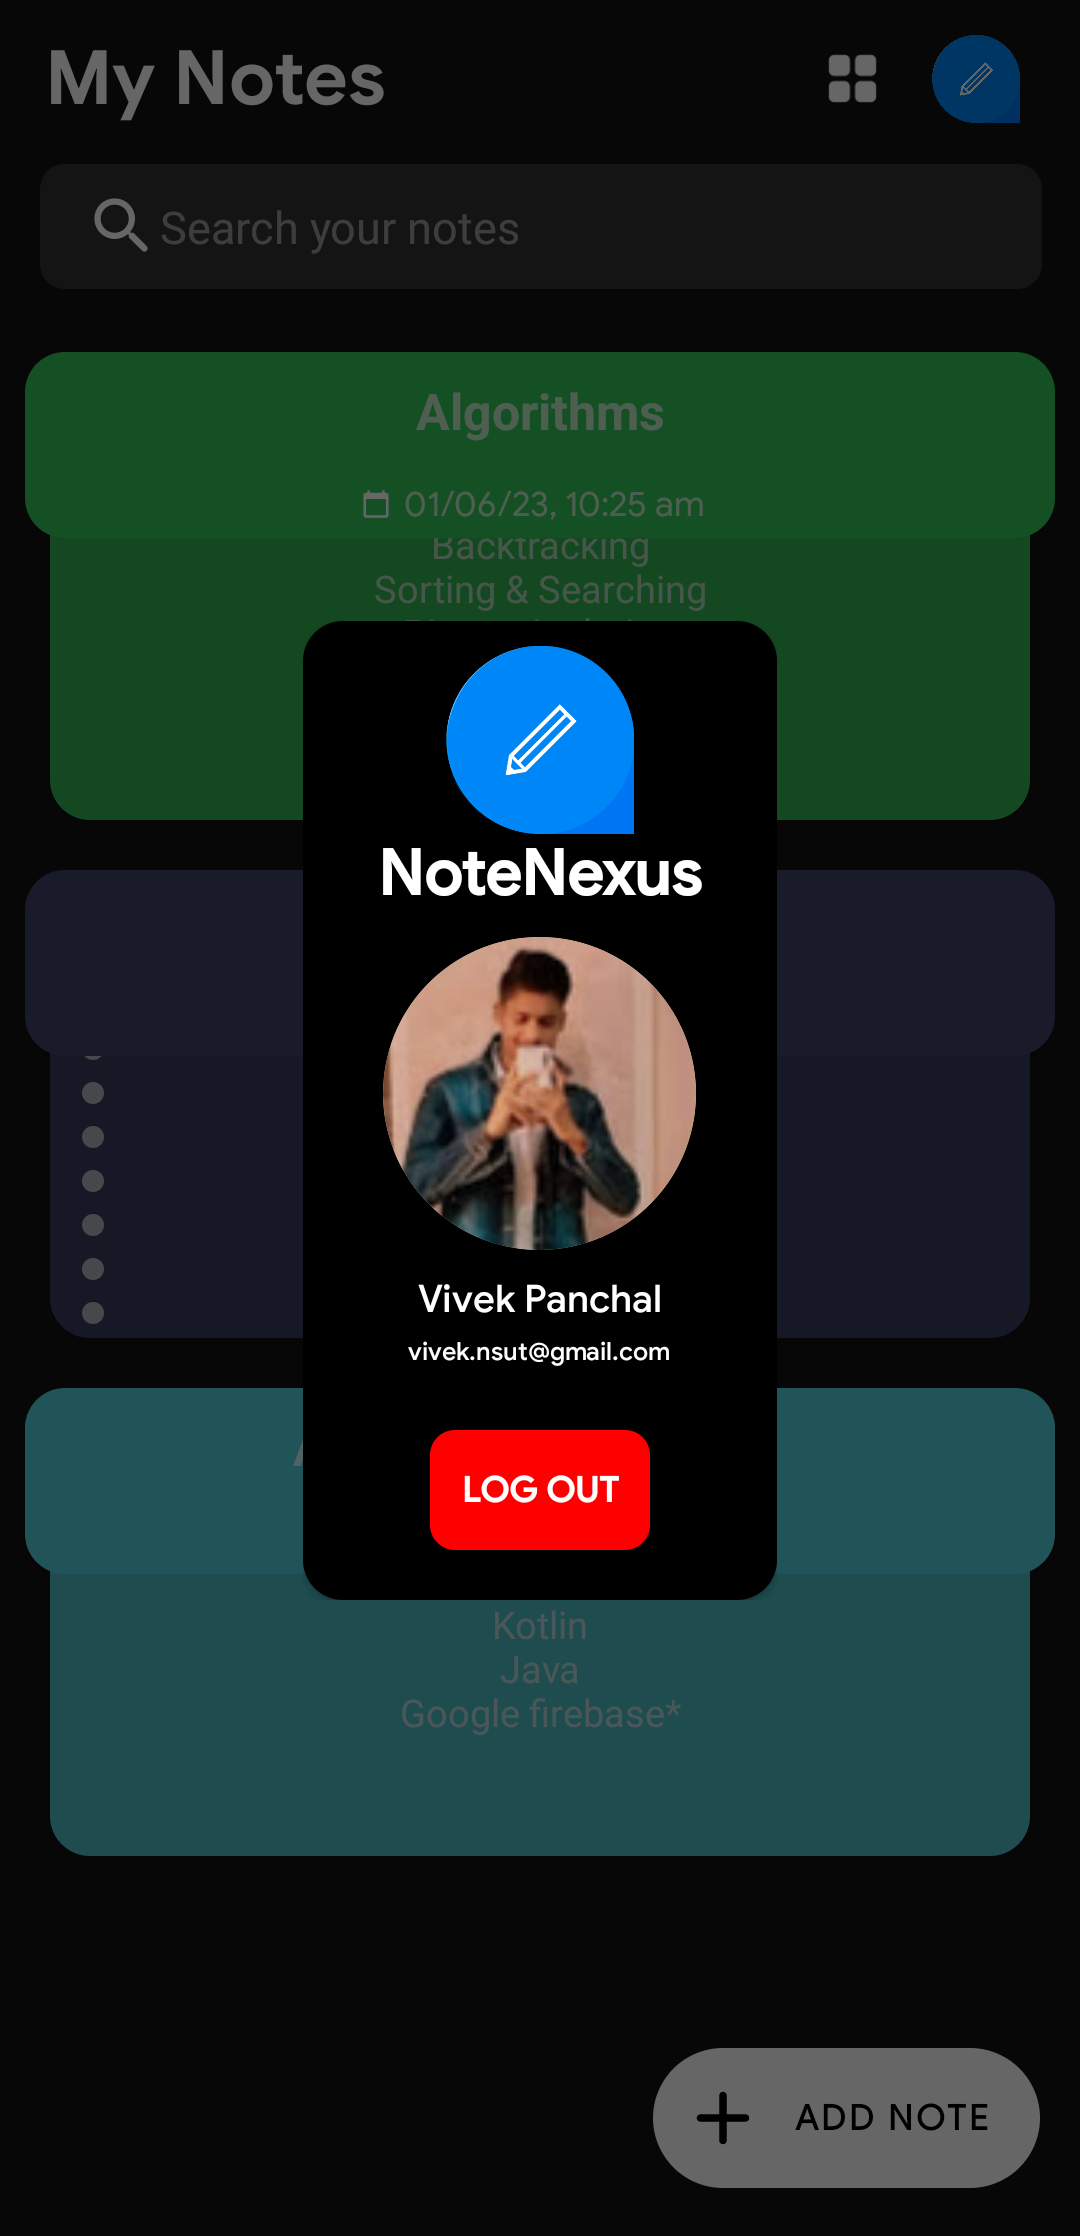 My Notes
Search your notes
Algorithms
01/06/23, 10:25 am
Backtracking
Sorting & Searching
NoteNexus
Vivek Panchal
vivek.nsut@gmail.com
LOG OUT
Kotlin
Java
Google firebase*
ADD NOTE